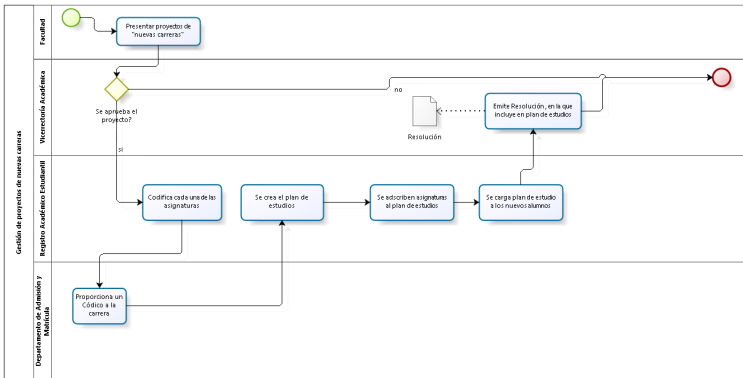 Gestión de proyectos de nuevas carreras
Facultad
Presentar proyectos de
"nuevas carreras"
Vicerrectoría Académica
Se aprueba el
proyecto?
no
si
Resolución
Emite Resolución, en la que
incluye en plan de estudios
Registro Académico Estudiantil
Codifica cada una de las
asignaturas
Se crea el plan de
estudios
Se adscriben asignaturas
al plan de estudios
Se carga plan de estudio
a los nuevos alumnos
Departamento de Admisión y
Matrícula
Proporciona un
Códico a la
carrera